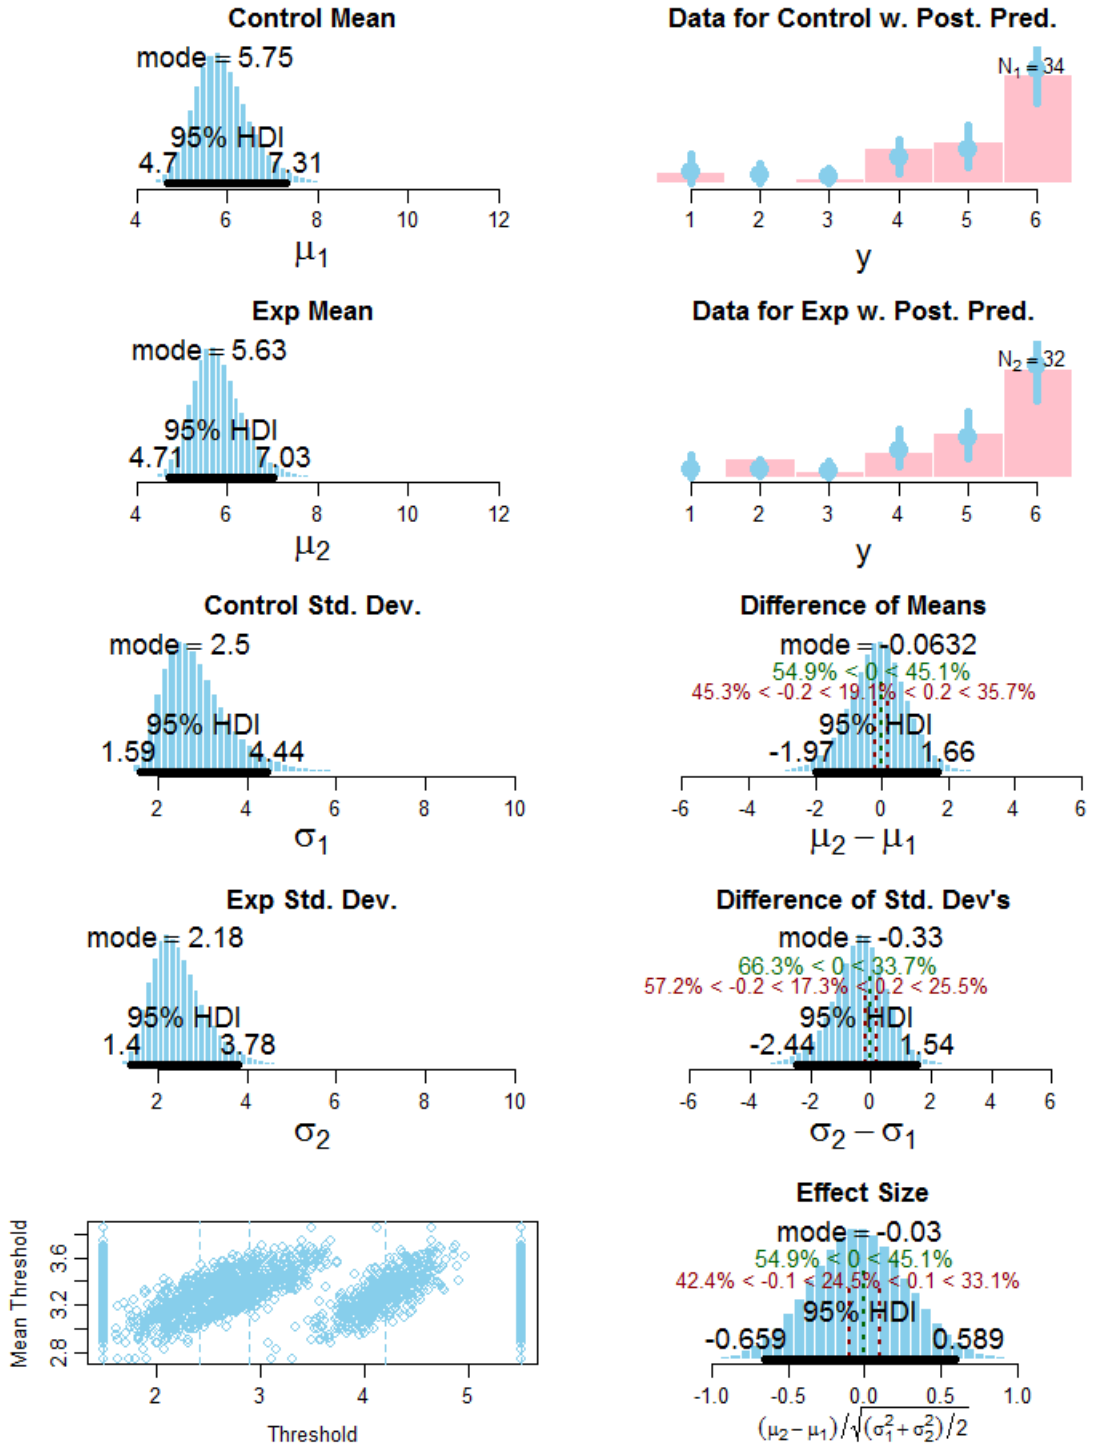 Control Mean
mode = 5.75
95% HDI
4.7 7.31
4 6 8 10 12
μ1
Data for Control w. Post. Pred.
N1 = 34
1 2 3 4 5 6
y
Exp Mean
mode = 5.63
95% HDI
4.71 7.03
4 6 8 10 12
μ2
Data for Exp w. Post. Pred.
N2 = 32
1 2 3 4 5 6
y
Control Std. Dev.
mode = 2.5
95% HDI
1.59 4.44
2 4 6 8 10
σ1
Difference of Means
mode = -0.0632
54.9% < 0 < 45.1%
45.3% < -0.2 < 19.1% < 0.2 < 35.7%
95% HDI
-1.97 1.66
-6 -4 -2 0 2 4 6
μ2 − μ1
Exp Std. Dev.
mode = 2.18
95% HDI
1.4 3.78
2 4 6 8 10
σ2
Difference of Std. Dev's
mode = -0.33
66.3% < 0 < 33.7%
57.2% < -0.2 < 17.3% < 0.2 < 25.5%
95% HDI
-2.44 1.54
-6 -4 -2 0 2 4 6
σ2 − σ1
Mean Threshold
2.8 3.2 3.6
2 3 4 5
Threshold
Effect Size
mode = -0.03
54.9% < 0 < 45.1%
42.4% < -0.1 < 24.5% < 0.1 < 33.1%
95% HDI
-0.659 0.589
-1.0 -0.5 0.0 0.5 1.0
(μ2 − μ1)/√(σ1² + σ2²)/2